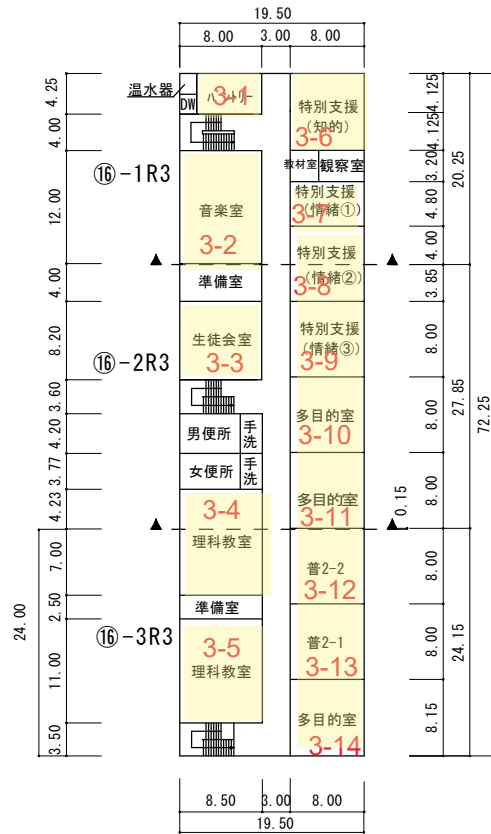 19.50
8.00
3.00
8.00
温水器
DW
パントリー
3-1
特別支援
(知的)
3-6
教材室
観察室
⑯-1R3
音楽室
3-2
特別支援
(情緒①)
3-7
準備室
特別支援
(情緒②)
3-8
生徒会室
3-3
特別支援
(情緒③)
3-9
⑯-2R3
男便所
手洗
多目的室
3-10
女便所
手洗
3-4
理科教室
多目的室
3-11
普2-2
3-12
準備室
⑯-3R3
3-5
理科教室
普2-1
3-13
多目的室
3-14
4.25
4.00
12.00
4.00
8.20
3.60
4.20
3.77
4.23
7.00
2.50
11.00
3.50
24.00
4.125
4.125
3.20
4.80
4.00
3.85
8.00
8.00
8.00
0.15
8.00
8.00
8.15
20.25
27.85
24.15
72.25
8.50
3.00
8.00
19.50